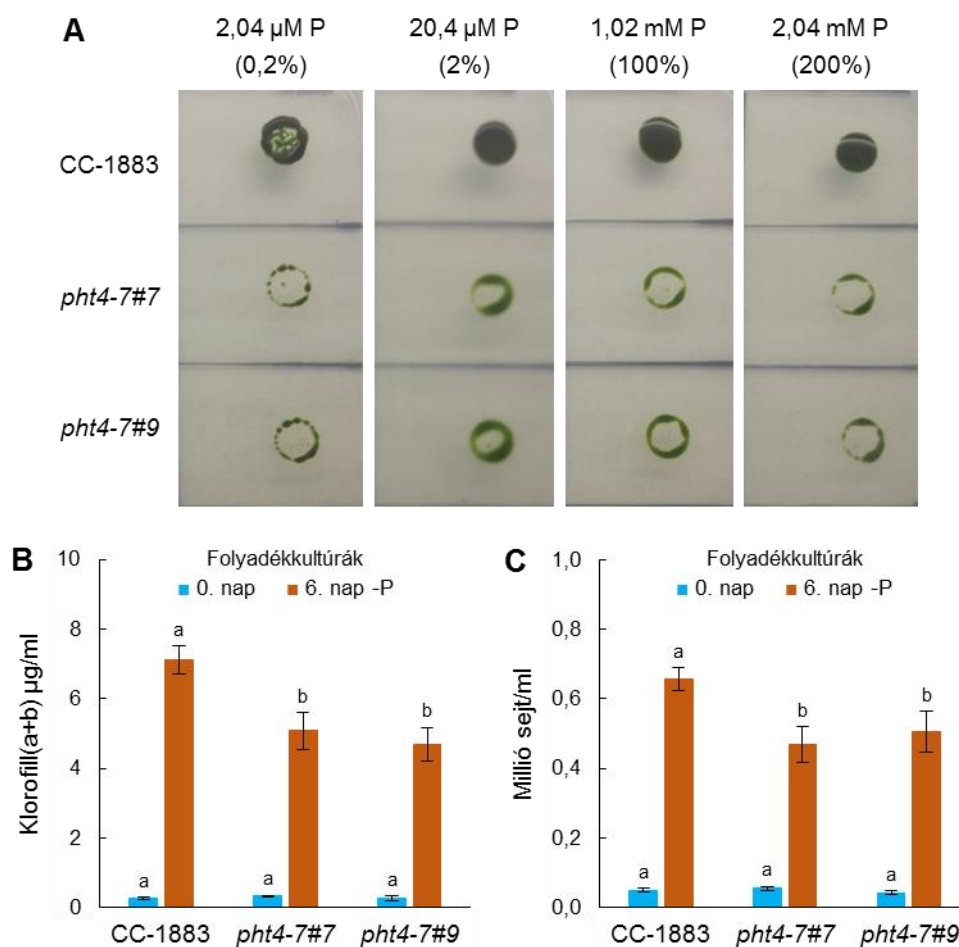 A
2,04 µM P 20,4 µM P 1,02 mM P 2,04 mM P
(0,2%) (2%) (100%) (200%)
CC-1883
pht4-7#7
pht4-7#9
B
Folyadékkultúrák
0. nap 6. nap -P
Klorofill(a+b) µg/ml
10
8
6
4
2
0
a
a
a
b
a
b
CC-1883 pht4-7#7 pht4-7#9
C
Folyadékkultúrák
0. nap 6. nap -P
Millió sejt/ml
1,0
0,8
0,6
0,4
0,2
0,0
a
a
a
b
a
b
CC-1883 pht4-7#7 pht4-7#9